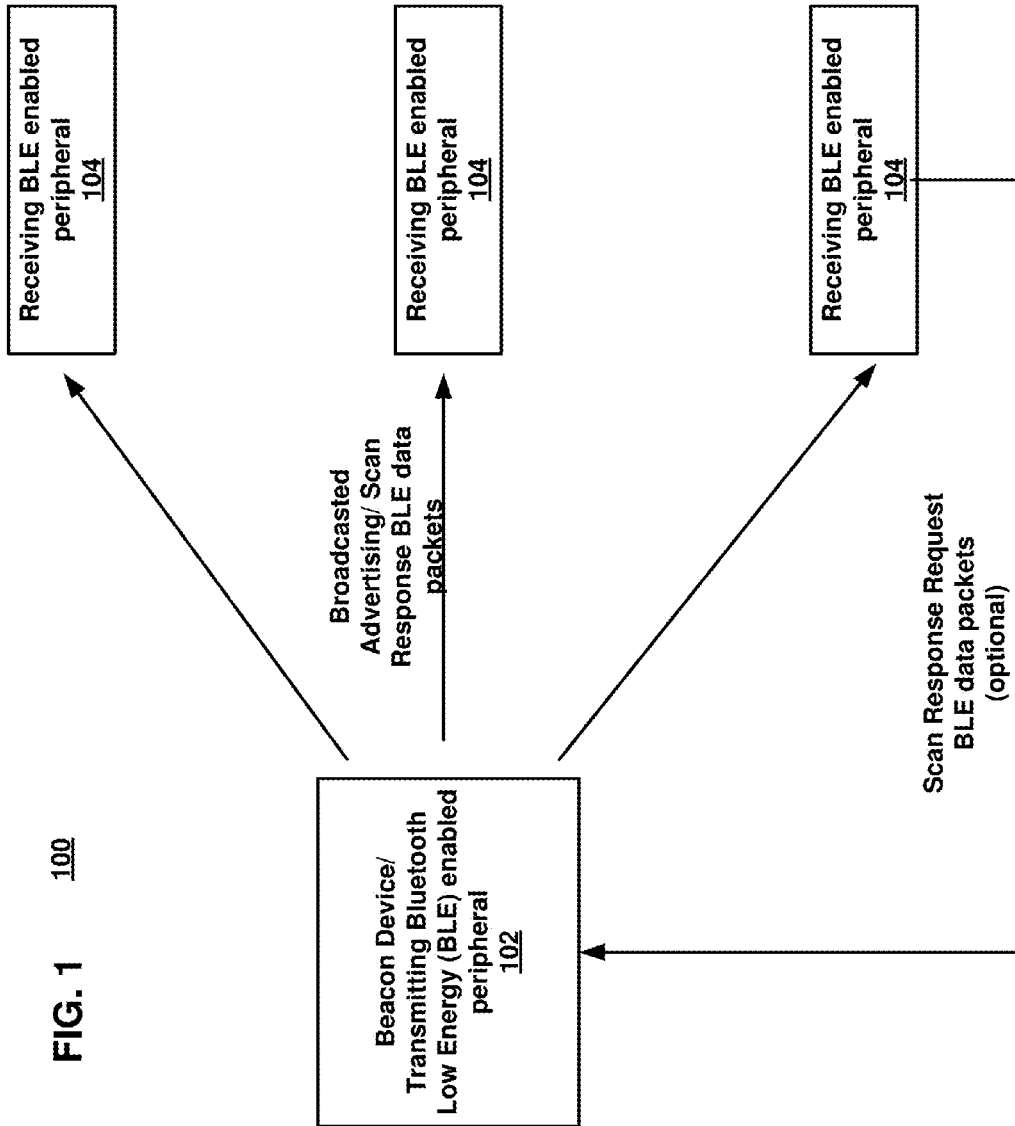 FIG. 1
100
Beacon Device/
Transmitting Bluetooth
Low Energy (BLE) enabled
peripheral
102
Broadcasted
Advertising/ Scan
Response BLE data
packets
Receiving BLE enabled
peripheral
104
Receiving BLE enabled
peripheral
104
Receiving BLE enabled
peripheral
104
Scan Response Request
BLE data packets
(optional)